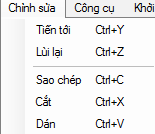 Chỉnh sửa Công cụ Khởi
Tiến tới Ctrl+Y
Lùi lại Ctrl+Z
Sao chép Ctrl+C
Cắt Ctrl+X
Dán Ctrl+V